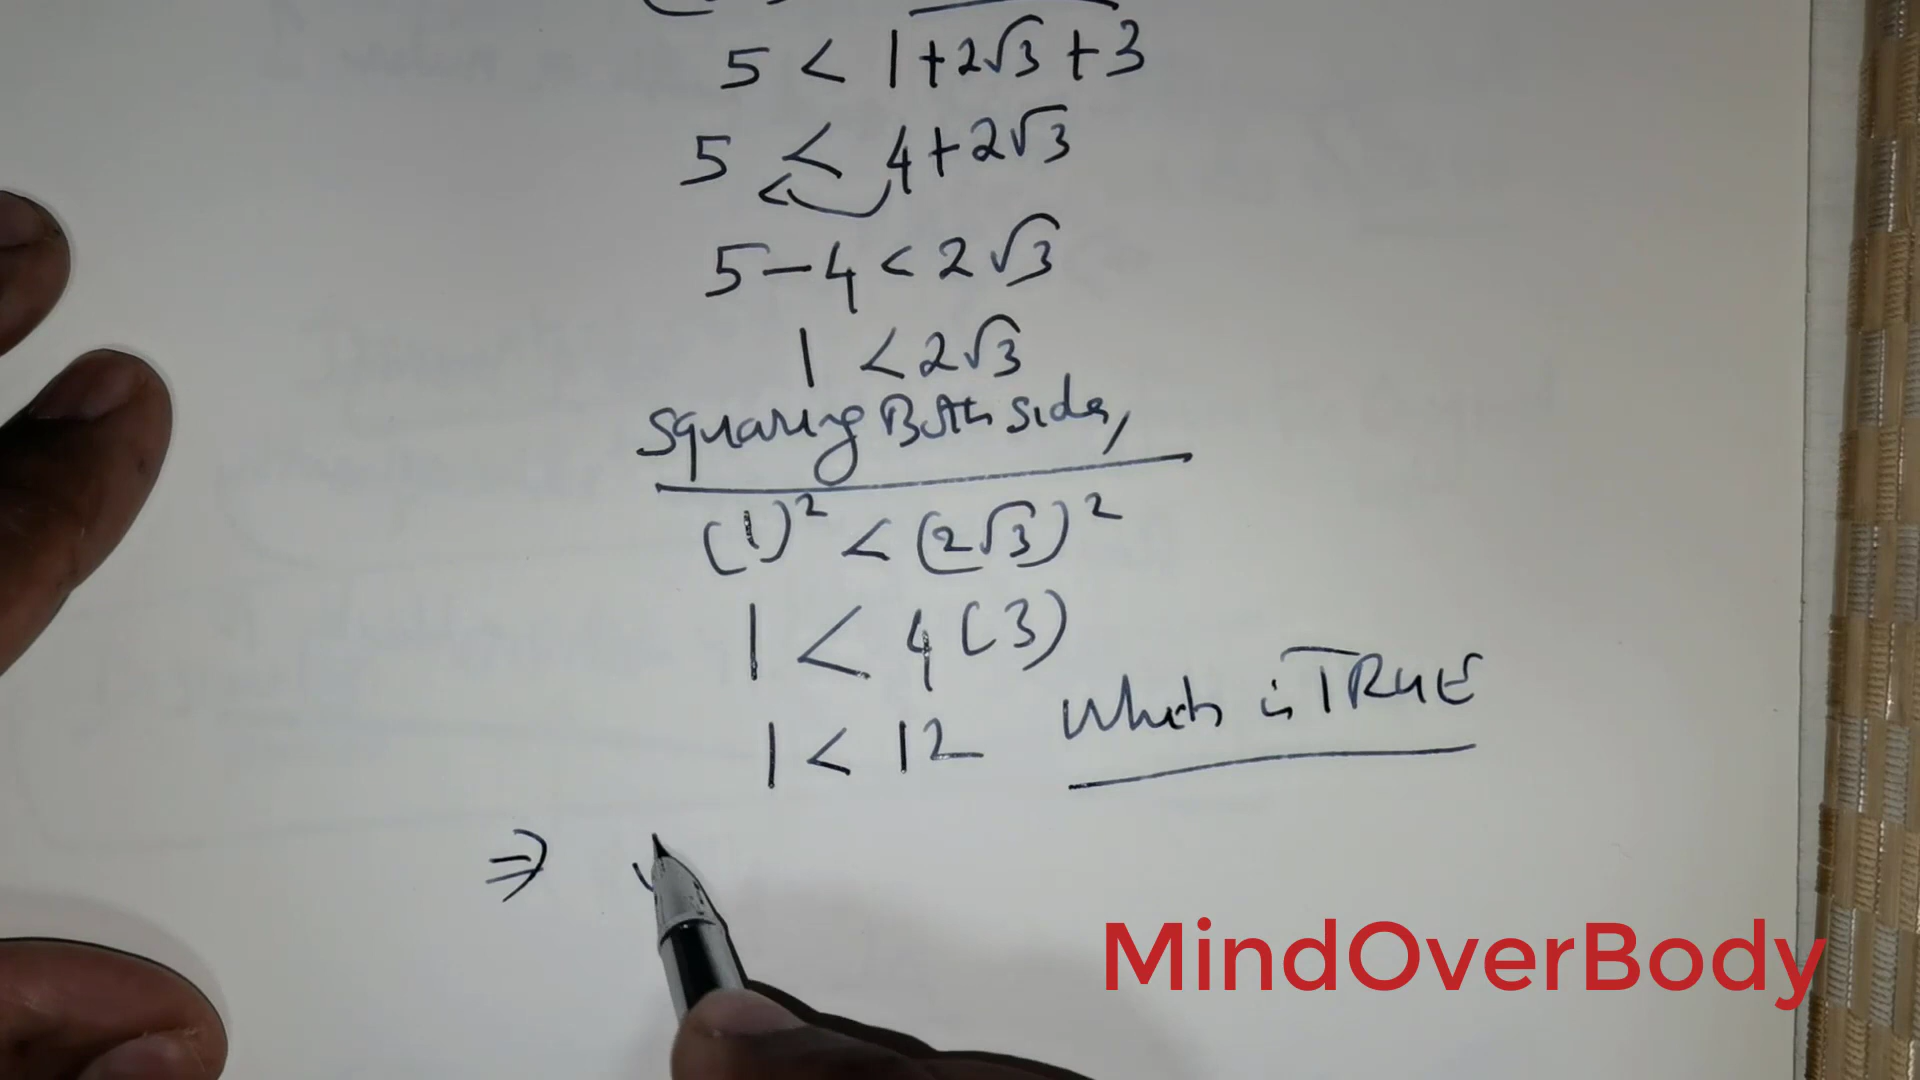 5 < 1+2√3+3
5 < 4+2√3
5-4 < 2√3
1 < 2√3
Squaring Both sides,
(1)² < (2√3)²
1 < 4(3)
1 < 12 Which is TRUE
⇒
MindOverBody